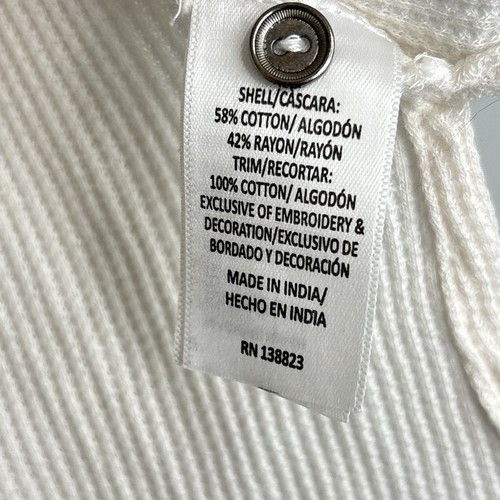 SHELL/CÁSCARA:
58% COTTON/ ALGODÓN
42% RAYON/RAYÓN
TRIM/RECORTAR:
100% COTTON/ ALGODÓN
EXCLUSIVE OF EMBROIDERY &
DECORATION/EXCLUSIVO DE
BORDADO Y DECORACIÓN
MADE IN INDIA/
HECHO EN INDIA
RN 138823